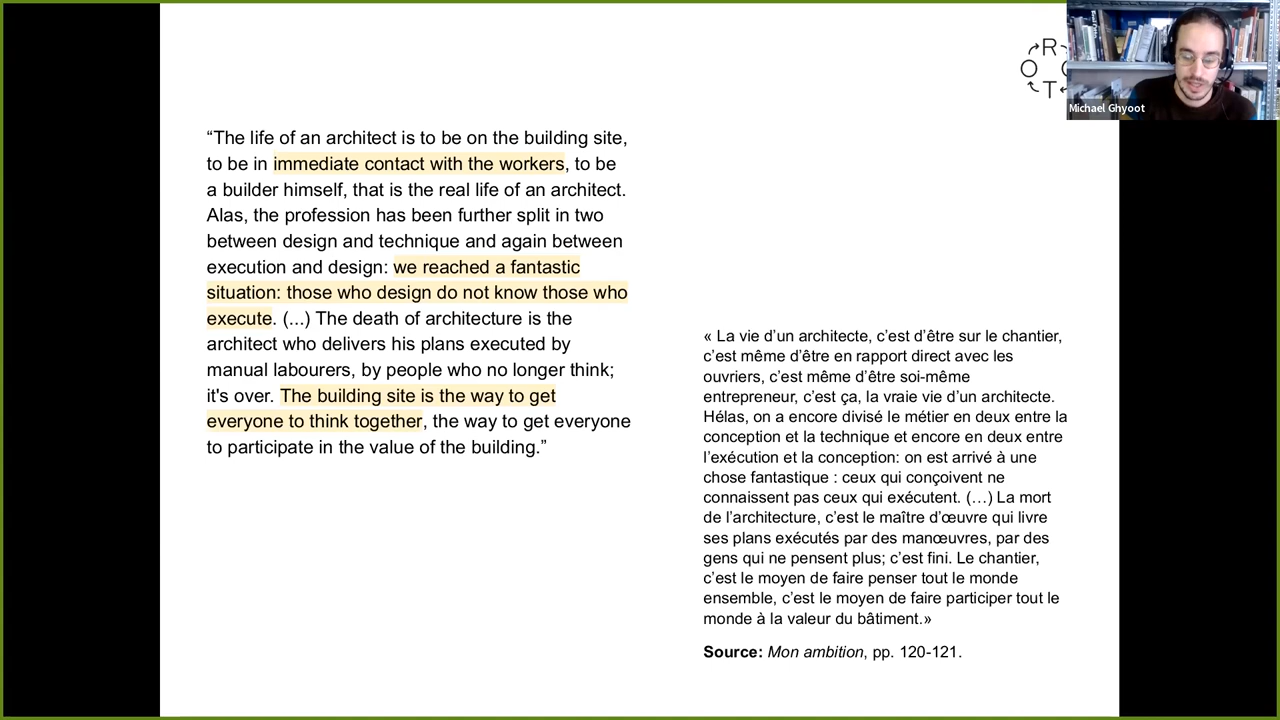 R
O
T
Michael Ghyoot
“The life of an architect is to be on the building site,
to be in immediate contact with the workers, to be
a builder himself, that is the real life of an architect.
Alas, the profession has been further split in two
between design and technique and again between
execution and design: we reached a fantastic
situation: those who design do not know those who
execute. (...) The death of architecture is the
architect who delivers his plans executed by
manual labourers, by people who no longer think;
it's over. The building site is the way to get
everyone to think together, the way to get everyone
to participate in the value of the building.”
« La vie d’un architecte, c’est d’être sur le chantier,
c’est même d’être en rapport direct avec les
ouvriers, c’est même d’être soi-même
entrepreneur, c’est ça, la vraie vie d’un architecte.
Hélas, on a encore divisé le métier en deux entre la
conception et la technique et encore en deux entre
l’exécution et la conception: on est arrivé à une
chose fantastique : ceux qui conçoivent ne
connaissent pas ceux qui exécutent. (…) La mort
de l’architecture, c’est le maître d’œuvre qui livre
ses plans exécutés par des manœuvres, par des
gens qui ne pensent plus; c’est fini. Le chantier,
c’est le moyen de faire penser tout le monde
ensemble, c’est le moyen de faire participer tout le
monde à la valeur du bâtiment.»
Source: Mon ambition, pp. 120-121.